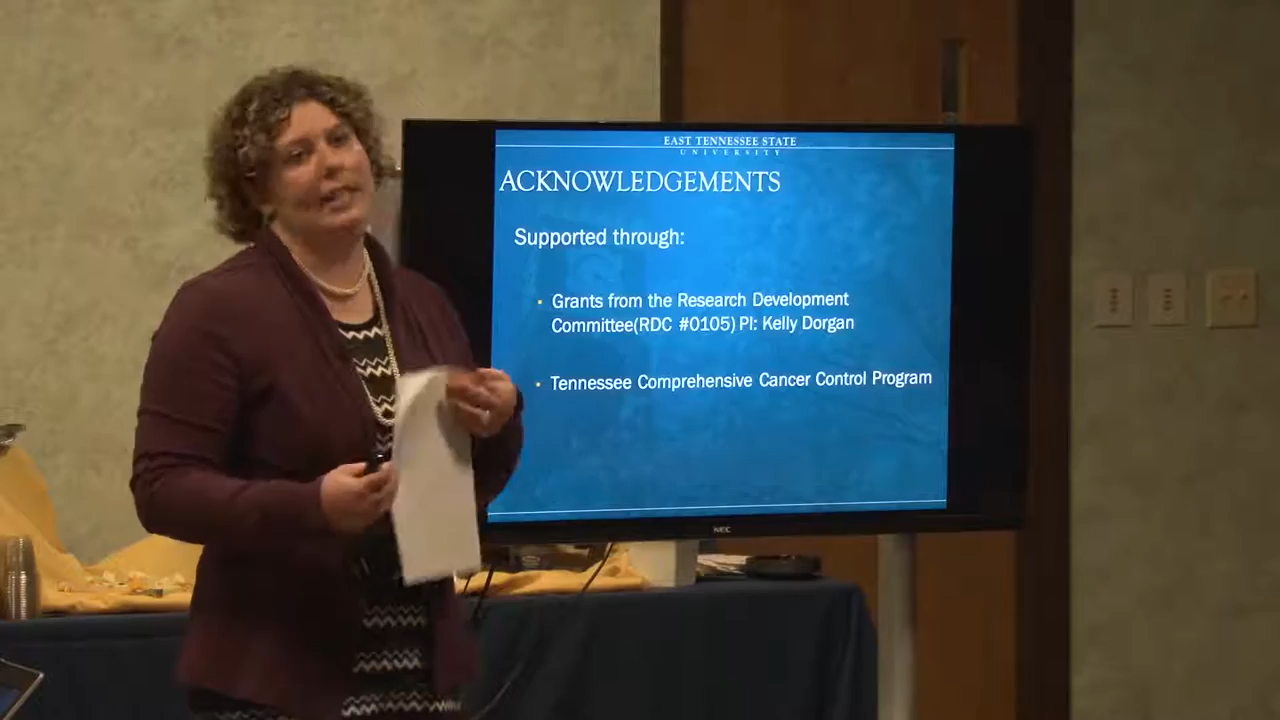 EAST TENNESSEE STATE
UNIVERSITY
ACKNOWLEDGEMENTS
Supported through:
• Grants from the Research Development
Committee(RDC #0105) PI: Kelly Dorgan
• Tennessee Comprehensive Cancer Control Program
NEC